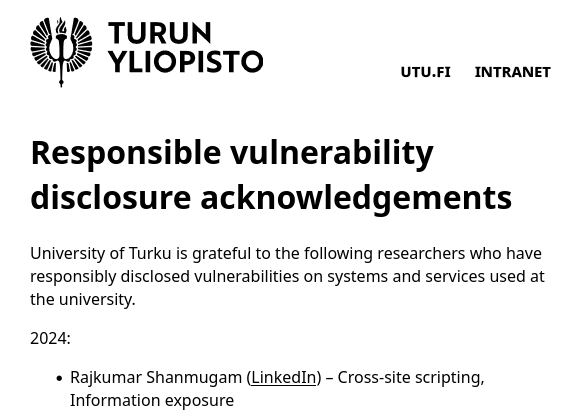 TURUN
YLIOPISTO
UTU.FI INTRANET
Responsible vulnerability
disclosure acknowledgements
University of Turku is grateful to the following researchers who have
responsibly disclosed vulnerabilities on systems and services used at
the university.
2024:
• Rajkumar Shanmugam (LinkedIn) – Cross-site scripting,
Information exposure